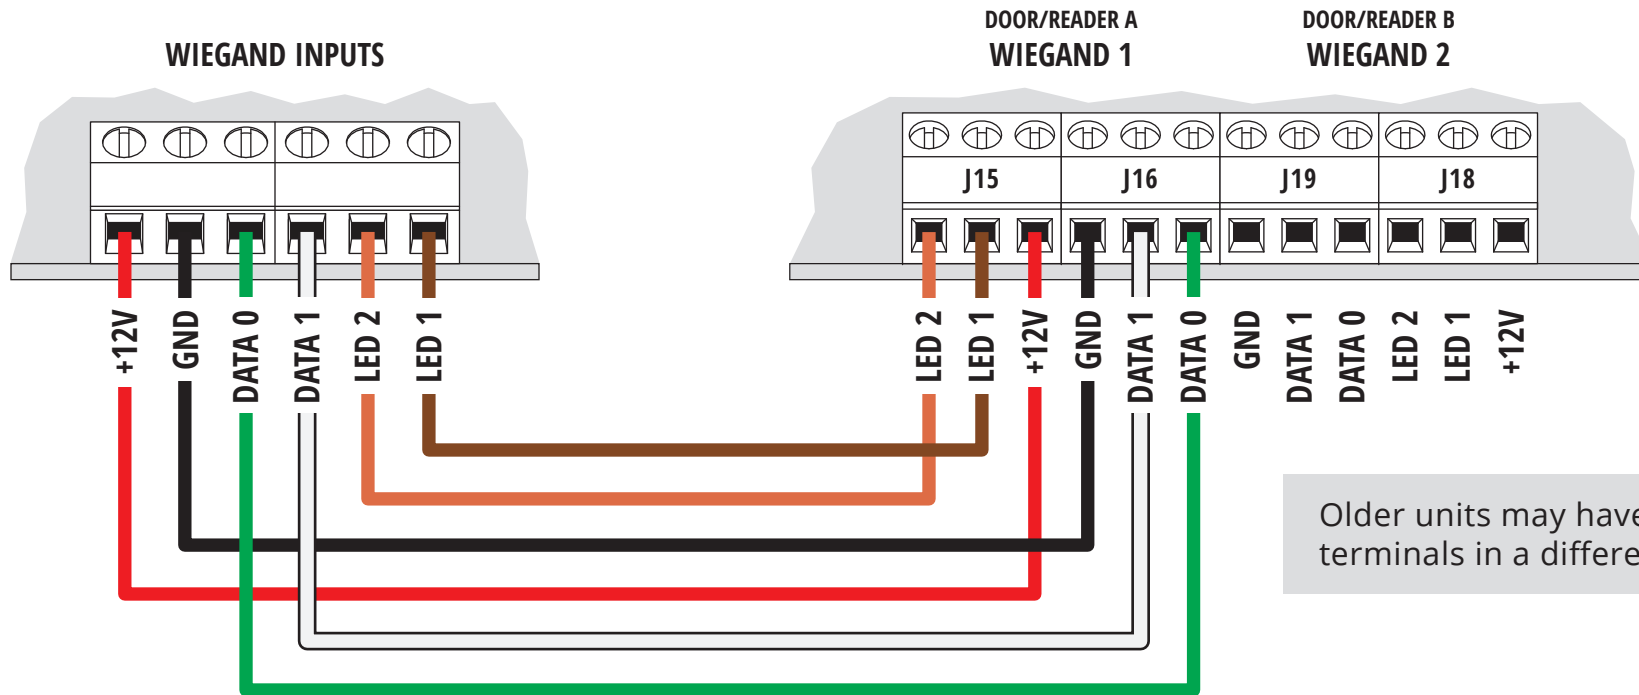 WIEGAND INPUTS
DOOR/READER A
WIEGAND 1
DOOR/READER B
WIEGAND 2
J15
J16
J19
J18
+12V
GND
DATA 0
DATA 1
LED 2
LED 1
LED 2
LED 1
+12V
GND
DATA 1
DATA 0
GND
DATA 1
DATA 0
LED 2
LED 1
+12V
Older units may have
terminals in a